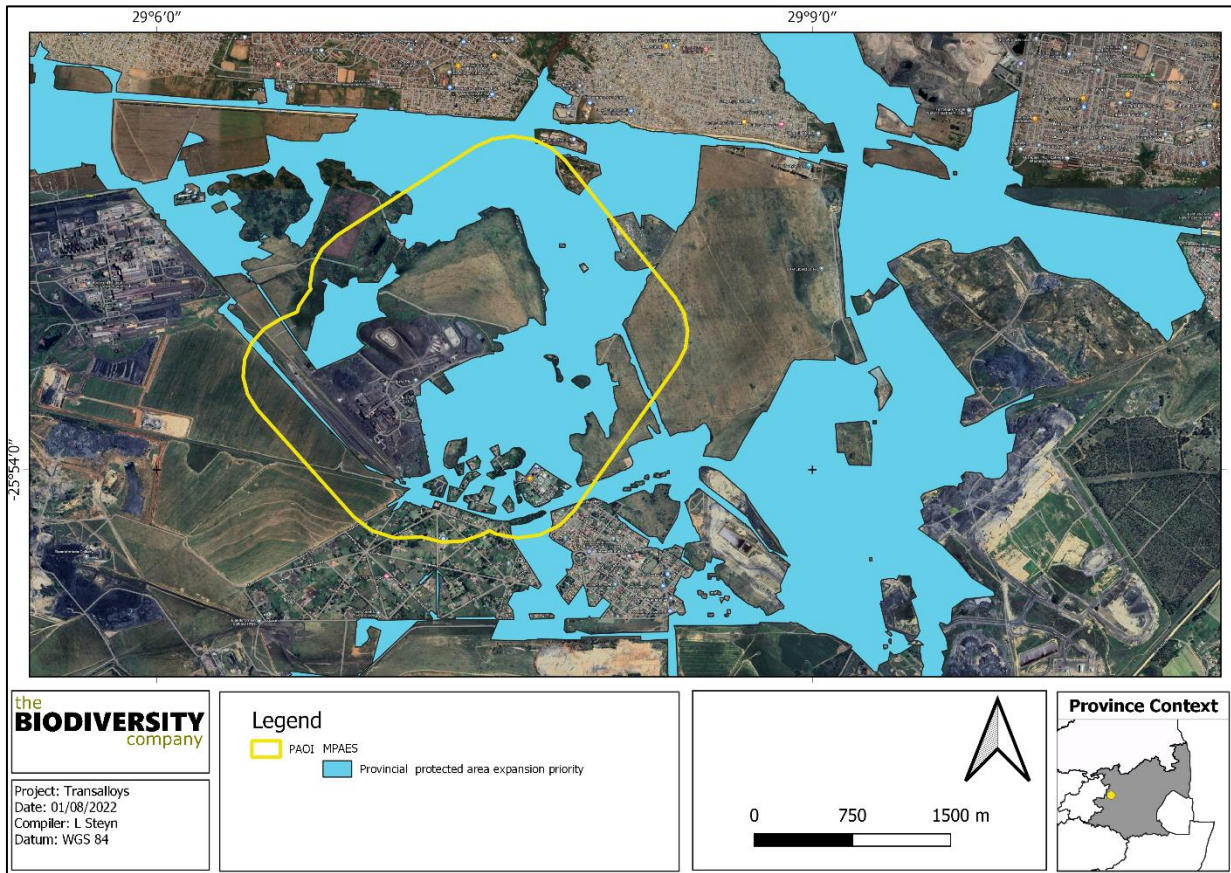 29°6'0"
29°9'0"
-25°54'0"
the
BIODIVERSITY
company
Project: Transalloys
Date: 01/08/2022
Compiler: L Steyn
Datum: WGS 84
Legend
PAOI MPAES
Provincial protected area expansion priority
0 750 1500 m
Province Context